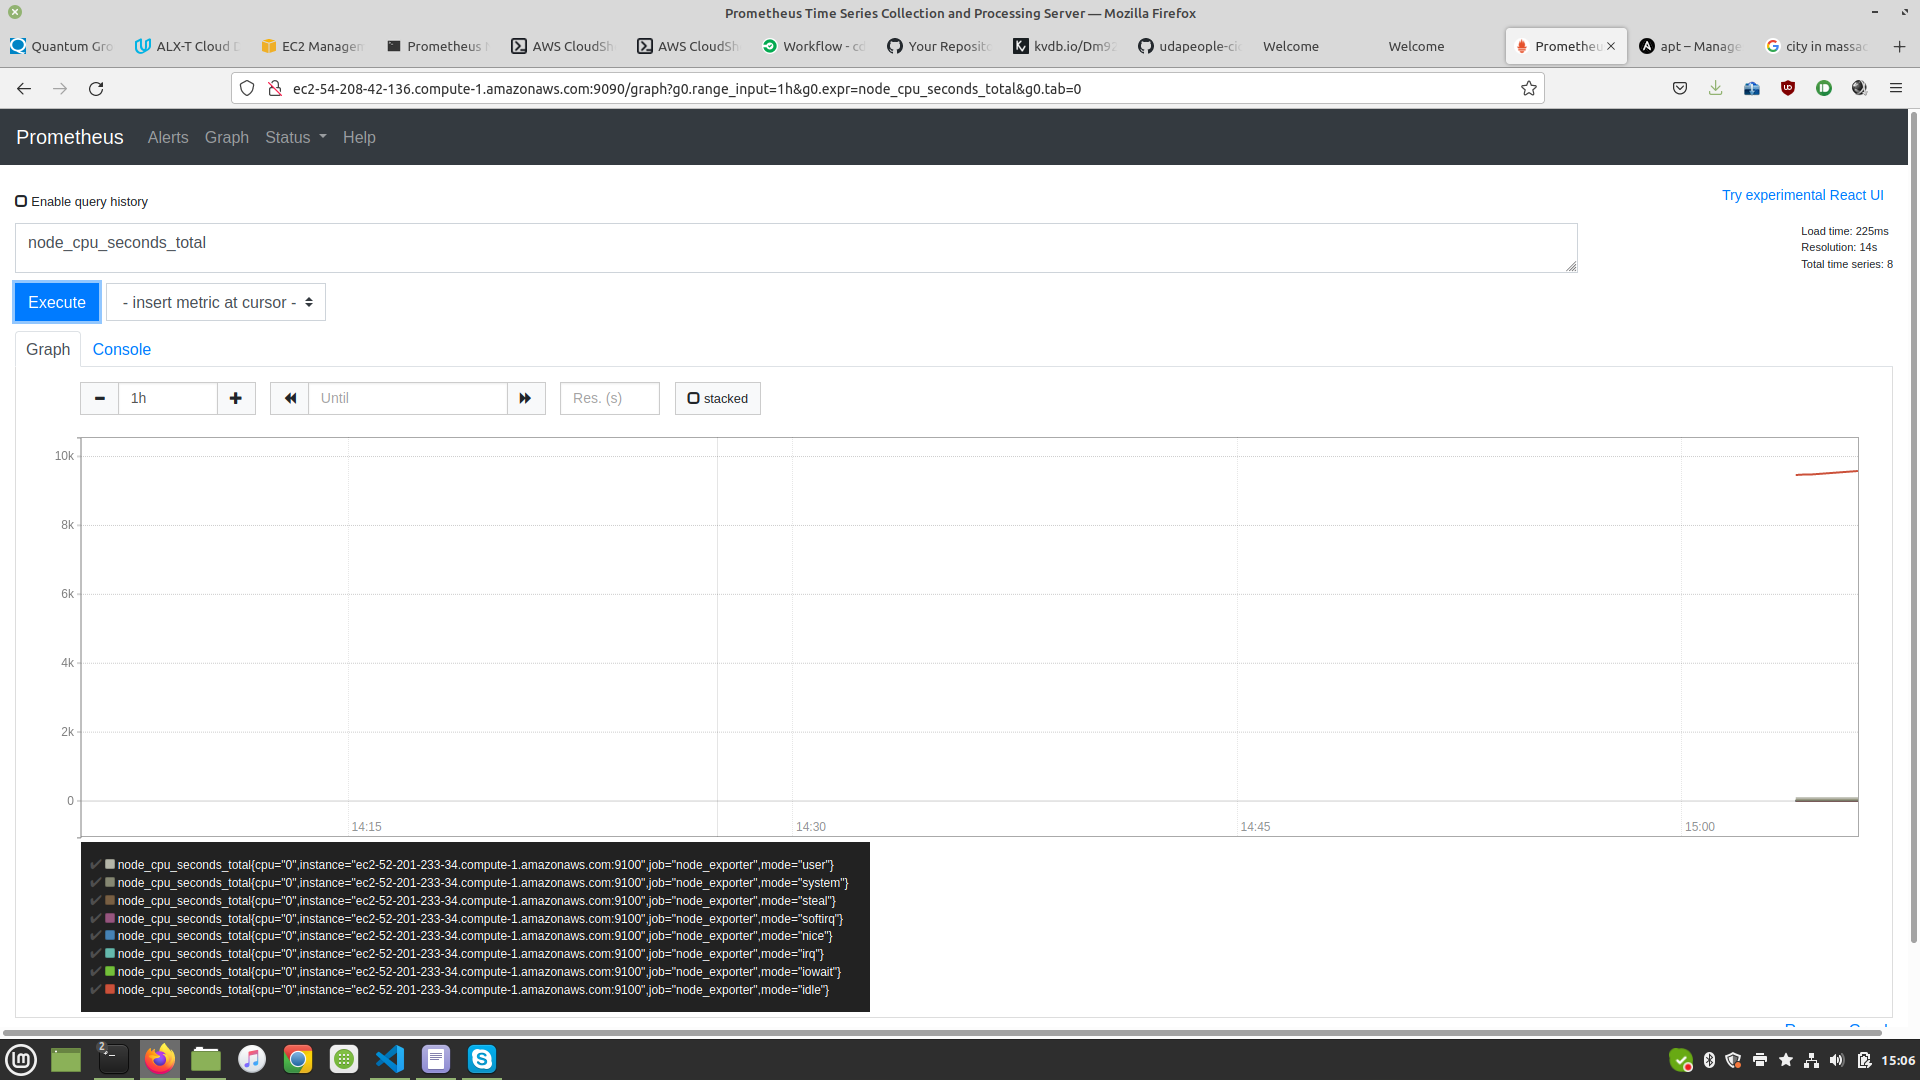 Prometheus Time Series Collection and Processing Server — Mozilla Firefox
Quantum Gro
ALX-T Cloud D
EC2 Managem
Prometheus N
AWS CloudSh
AWS CloudSh
Workflow - cd
Your Reposito
kvdb.io/Dm92
udapeople-ci
Welcome
Welcome
Prometheu
apt – Manage
city in massac
ec2-54-208-42-136.compute-1.amazonaws.com:9090/graph?g0.range_input=1h&g0.expr=node_cpu_seconds_total&g0.tab=0
Prometheus
Alerts
Graph
Status
Help
Enable query history
Try experimental React UI
node_cpu_seconds_total
Load time: 225ms
Resolution: 14s
Total time series: 8
Execute
- insert metric at cursor -
Graph
Console
1h
Until
Res. (s)
stacked
10k
8k
6k
4k
2k
0
14:15
14:30
14:45
15:00
node_cpu_seconds_total{cpu="0",instance="ec2-52-201-233-34.compute-1.amazonaws.com:9100",job="node_exporter",mode="user"}
node_cpu_seconds_total{cpu="0",instance="ec2-52-201-233-34.compute-1.amazonaws.com:9100",job="node_exporter",mode="system"}
node_cpu_seconds_total{cpu="0",instance="ec2-52-201-233-34.compute-1.amazonaws.com:9100",job="node_exporter",mode="steal"}
node_cpu_seconds_total{cpu="0",instance="ec2-52-201-233-34.compute-1.amazonaws.com:9100",job="node_exporter",mode="softirq"}
node_cpu_seconds_total{cpu="0",instance="ec2-52-201-233-34.compute-1.amazonaws.com:9100",job="node_exporter",mode="nice"}
node_cpu_seconds_total{cpu="0",instance="ec2-52-201-233-34.compute-1.amazonaws.com:9100",job="node_exporter",mode="irq"}
node_cpu_seconds_total{cpu="0",instance="ec2-52-201-233-34.compute-1.amazonaws.com:9100",job="node_exporter",mode="iowait"}
node_cpu_seconds_total{cpu="0",instance="ec2-52-201-233-34.compute-1.amazonaws.com:9100",job="node_exporter",mode="idle"}
2
15:06